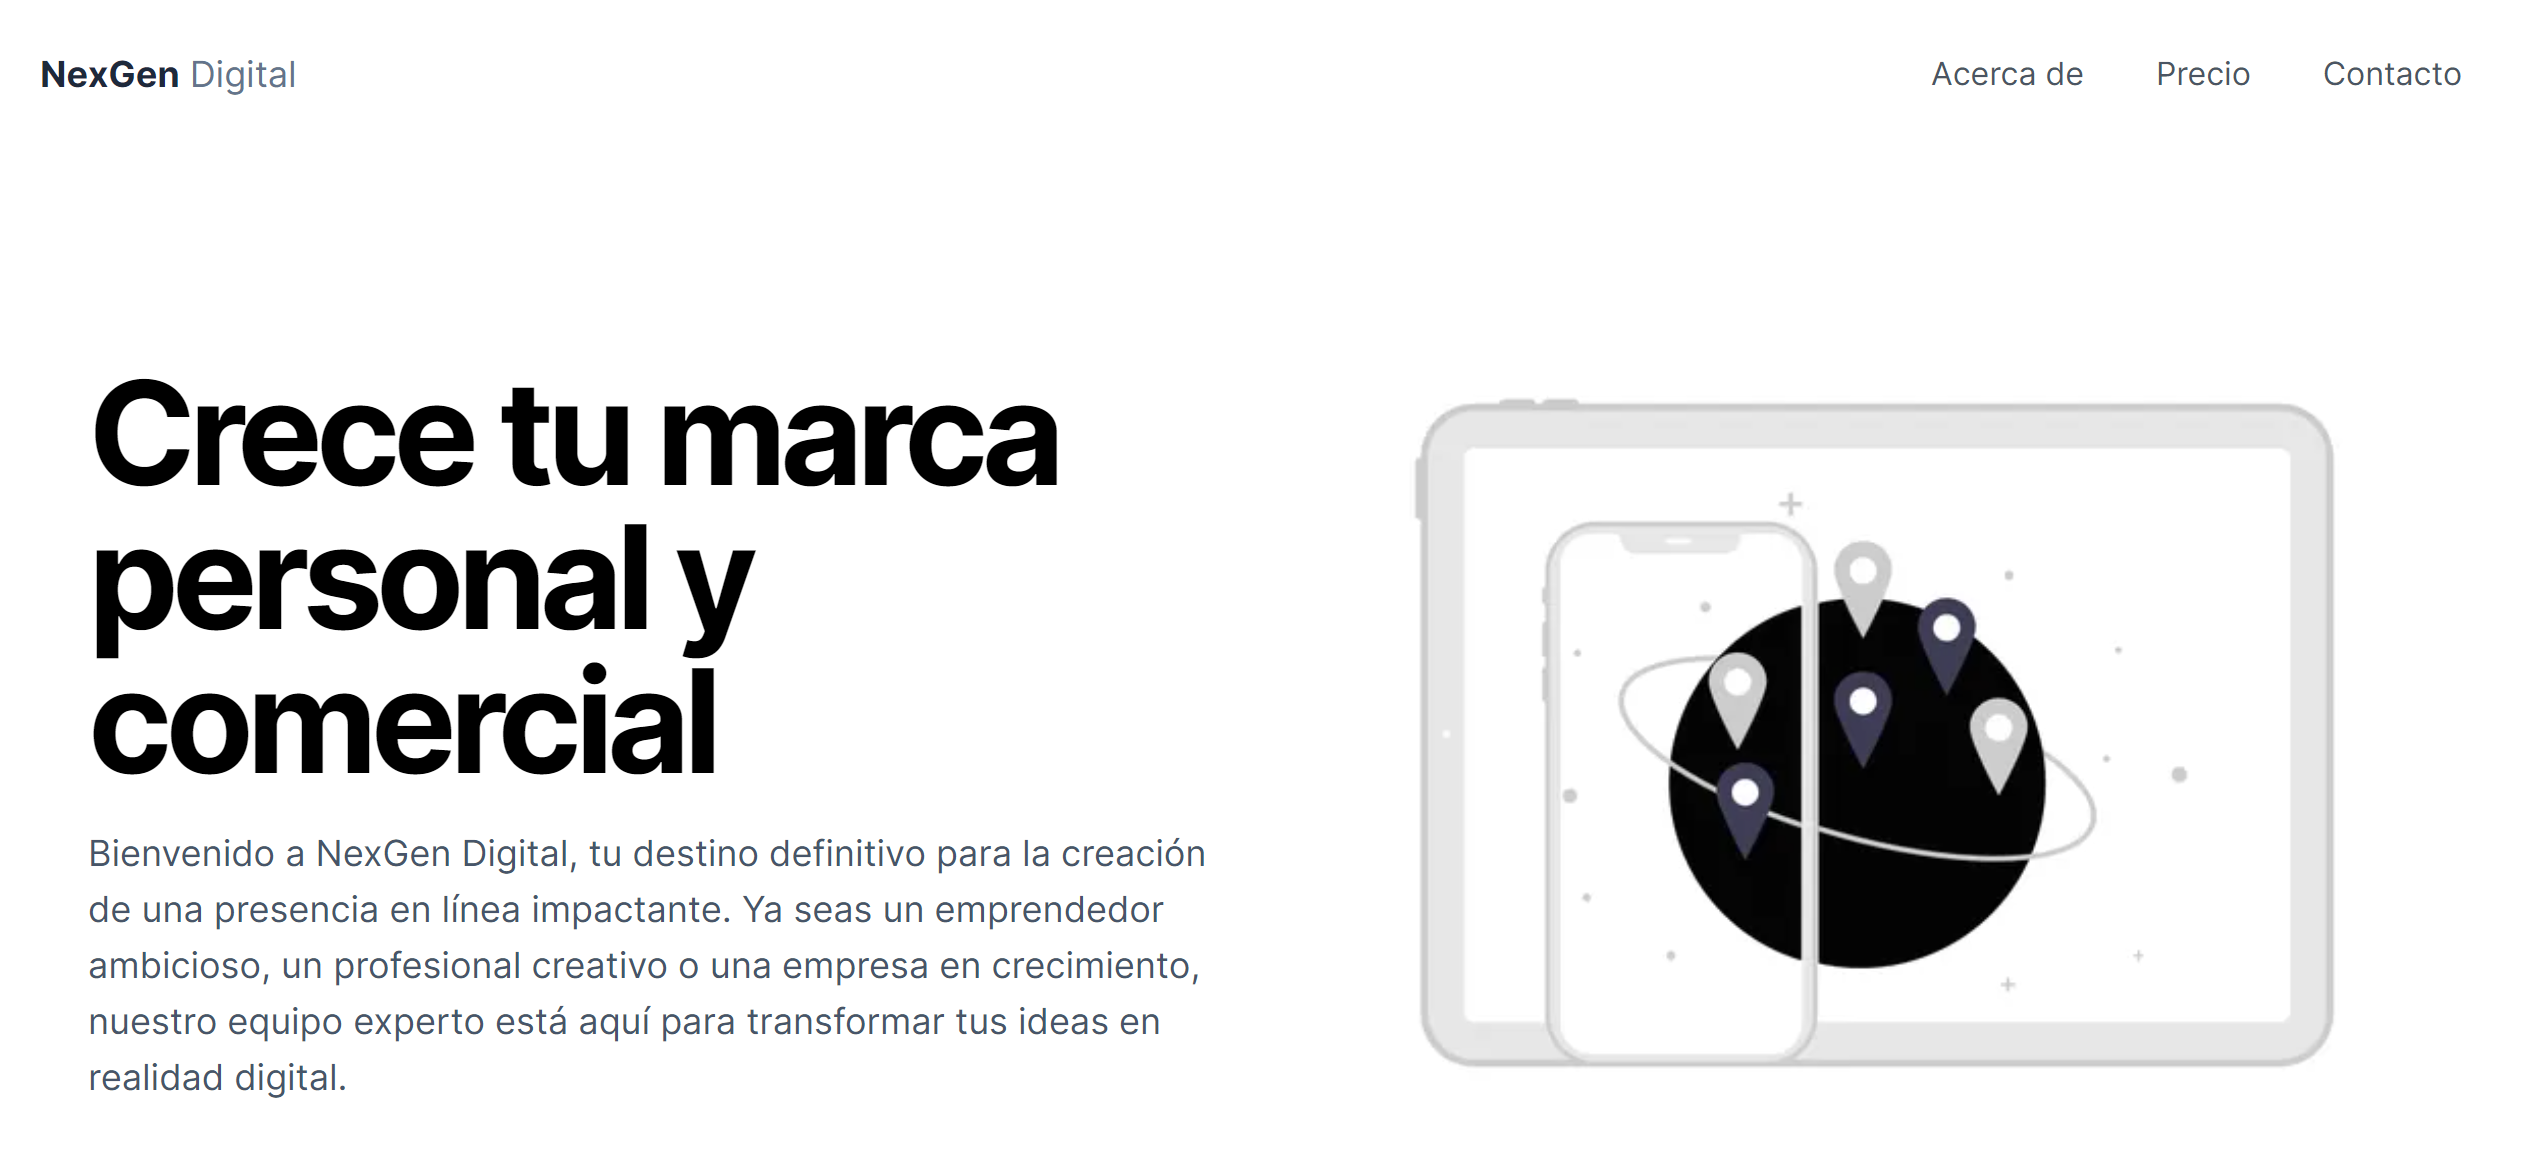 NexGen Digital
Acerca de
Precio
Contacto
Crece tu marca
personal y
comercial
Bienvenido a NexGen Digital, tu destino definitivo para la creación
de una presencia en línea impactante. Ya seas un emprendedor
ambicioso, un profesional creativo o una empresa en crecimiento,
nuestro equipo experto está aquí para transformar tus ideas en
realidad digital.